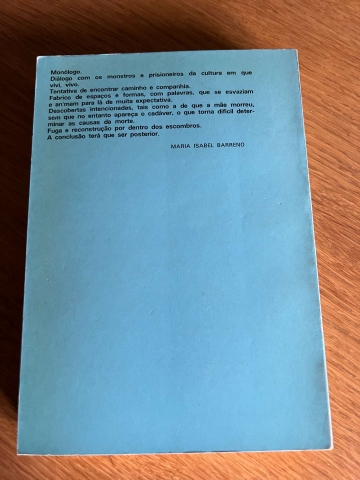 Monólogo.
Diálogo com os monstros e prisioneiros da cultura em que
vivi, vivo.
Tentativa de encontrar caminho e companhia.
Fabrico de espaços e formas, com palavras, que se esvaziam
e animam para lá de muita expectativa.
Descobertas intencionadas, tais como a de que a mãe morreu,
sem que no entanto apareça o cadáver, o que torna difícil deter-
minar as causas da morte.
Fuga e reconstrução por dentro dos escombros.
A conclusão terá que ser posterior.
MARIA ISABEL BARRENO